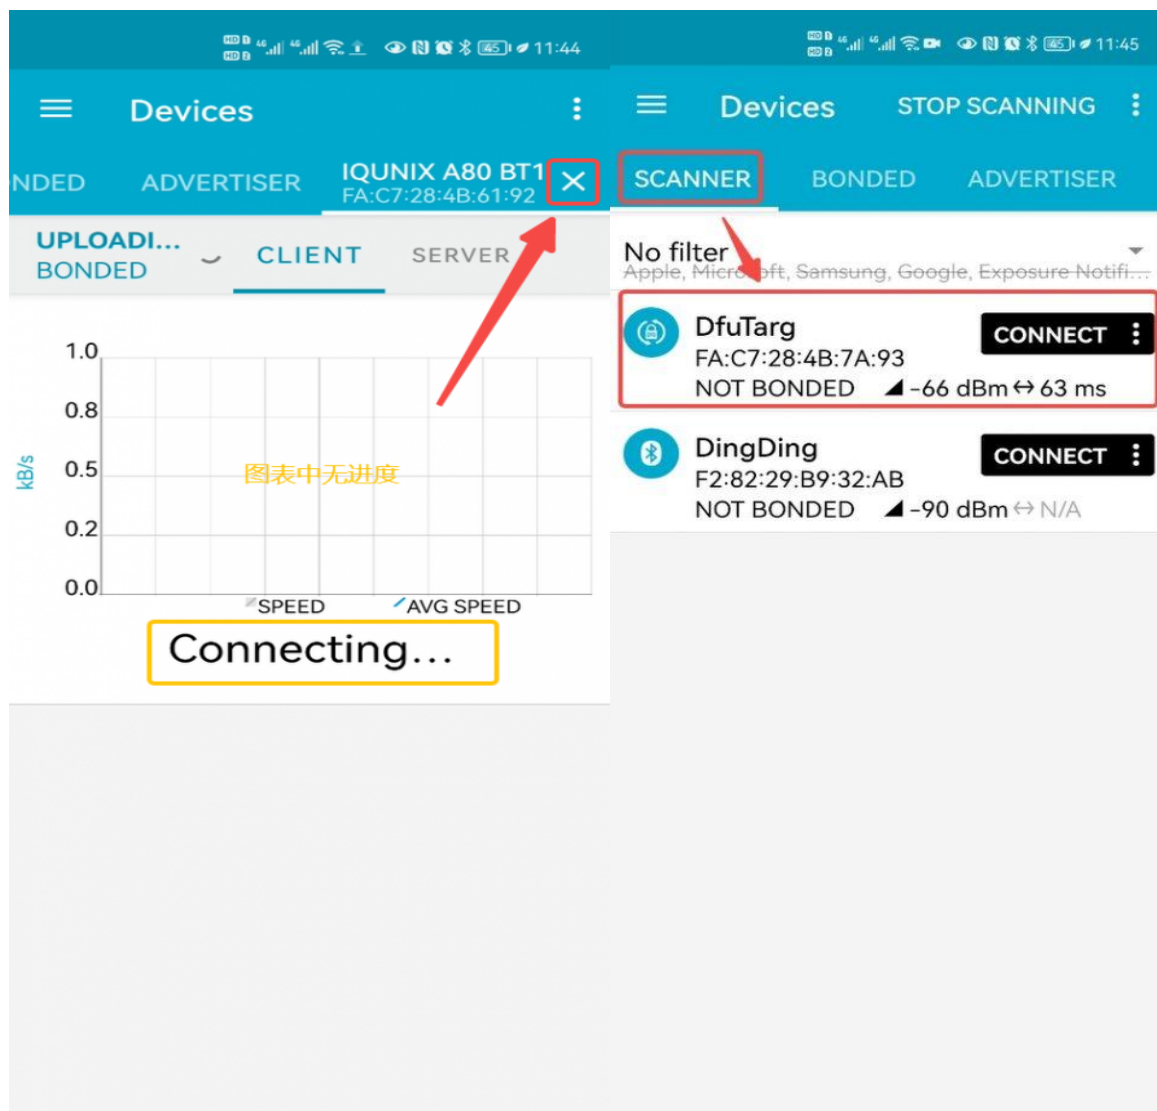 11:44
Devices
NDED
ADVERTISER
IQUNIX A80 BT1
FA:C7:28:4B:61:92
UPLOADI...
BONDED
CLIENT
SERVER
1.0
0.8
0.5
0.2
0.0
kB/s
图表中无进度
SPEED
AVG SPEED
Connecting...
11:45
Devices
STOP SCANNING
SCANNER
BONDED
ADVERTISER
No filter
Apple, Microsoft, Samsung, Google, Exposure Notifi...
DfuTarg
CONNECT
FA:C7:28:4B:7A:93
NOT BONDED
-66 dBm ↔ 63 ms
DingDing
CONNECT
F2:82:29:B9:32:AB
NOT BONDED
-90 dBm ↔ N/A